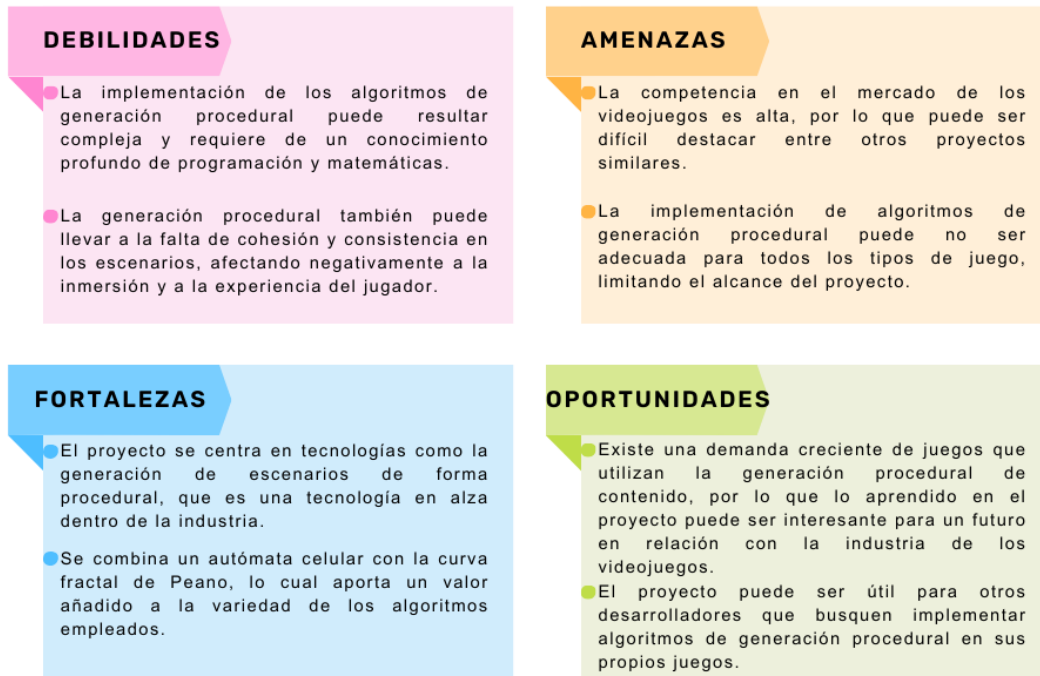 DEBILIDADES
La implementación de los algoritmos de
generación procedural puede resultar
compleja y requiere de un conocimiento
profundo de programación y matemáticas.
La generación procedural también puede
llevar a la falta de cohesión y consistencia en
los escenarios, afectando negativamente a la
inmersión y a la experiencia del jugador.
AMENAZAS
La competencia en el mercado de los
videojuegos es alta, por lo que puede ser
difícil destacar entre otros proyectos
similares.
La implementación de algoritmos de
generación procedural puede no ser
adecuada para todos los tipos de juego,
limitando el alcance del proyecto.
FORTALEZAS
El proyecto se centra en tecnologías como la
generación de escenarios de forma
procedural, que es una tecnología en alza
dentro de la industria.
Se combina un autómata celular con la curva
fractal de Peano, lo cual aporta un valor
añadido a la variedad de los algoritmos
empleados.
OPORTUNIDADES
Existe una demanda creciente de juegos que
utilizan la generación procedural de
contenido, por lo que lo aprendido en el
proyecto puede ser interesante para un futuro
en relación con la industria de los
videojuegos.
El proyecto puede ser útil para otros
desarrolladores que busquen implementar
algoritmos de generación procedural en sus
propios juegos.